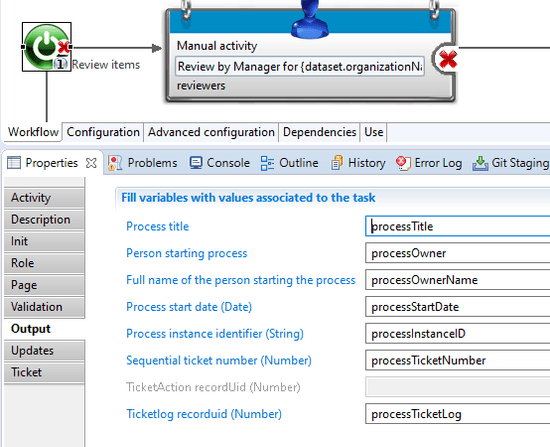 Manual activity
Review by Manager for {dataset.organizationNa
reviewers
1 Review items
Workflow Configuration Advanced configuration Dependencies Use
Properties Problems Console Outline History Error Log Git Staging
Activity
Description
Init
Role
Page
Validation
Output
Updates
Ticket
Fill variables with values associated to the task
Process title processTitle
Person starting process processOwner
Full name of the person starting the process processOwnerName
Process start date (Date) processStartDate
Process instance identifier (String) processInstanceID
Sequential ticket number (Number) processTicketNumber
TicketAction recordUid (Number)
Ticketlog recorduid (Number) processTicketLog